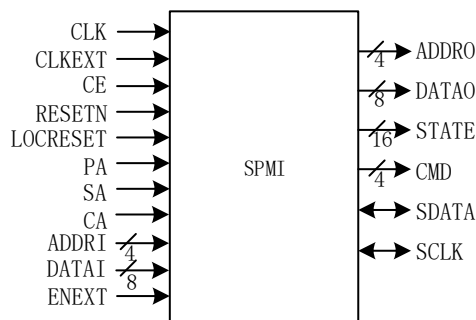 CLK
CLKEXT
CE
RESETN
LOCRESET
PA
SA
CA
ADDRI 4
DATAI 8
ENEXT
SPMI
4 ADDRO
8 DATAO
16 STATE
4 CMD
SDATA
SCLK